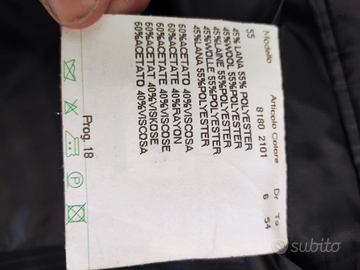 Modello Articolo Colore Dr Tg
55 8180 2101 6 54
45% LANA 55% POLYESTER
45%WOOL 55%POLYESTER
45%LAINE 55%POLYESTER
45%WOLLE 55%POLYESTER
45%LANA 55%POLYESTER
60%ACETATO 40%VISCOSA
60%ACETATE 40%RAYON
60%ACETATE 40%VISCOSE
60%ACETAT 40%VISKOSE
60%ACETATO 40%VISCOSA
Prog. 18
P
subito